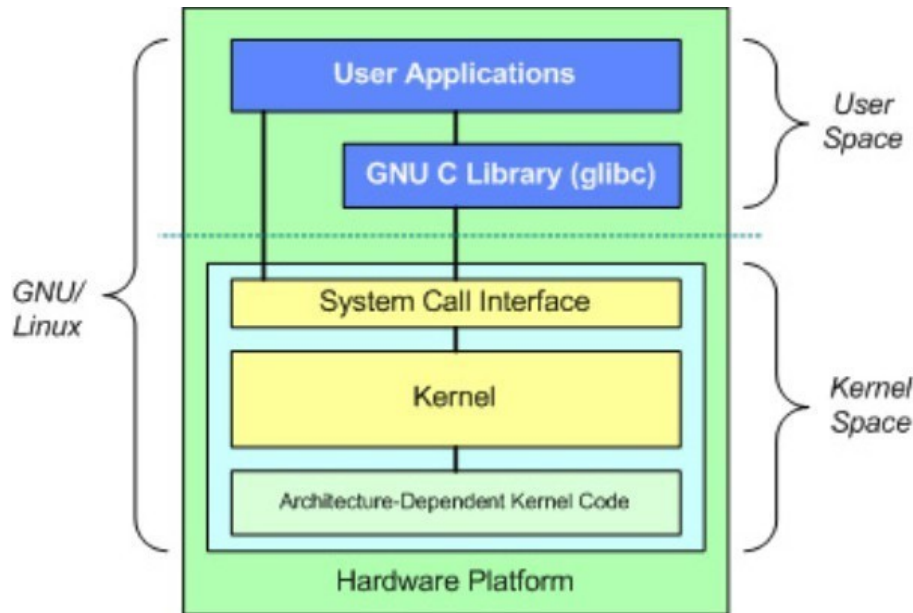 User Applications
User
Space
GNU C Library (glibc)
GNU/
Linux
System Call Interface
Kernel
Kernel
Space
Architecture-Dependent Kernel Code
Hardware Platform